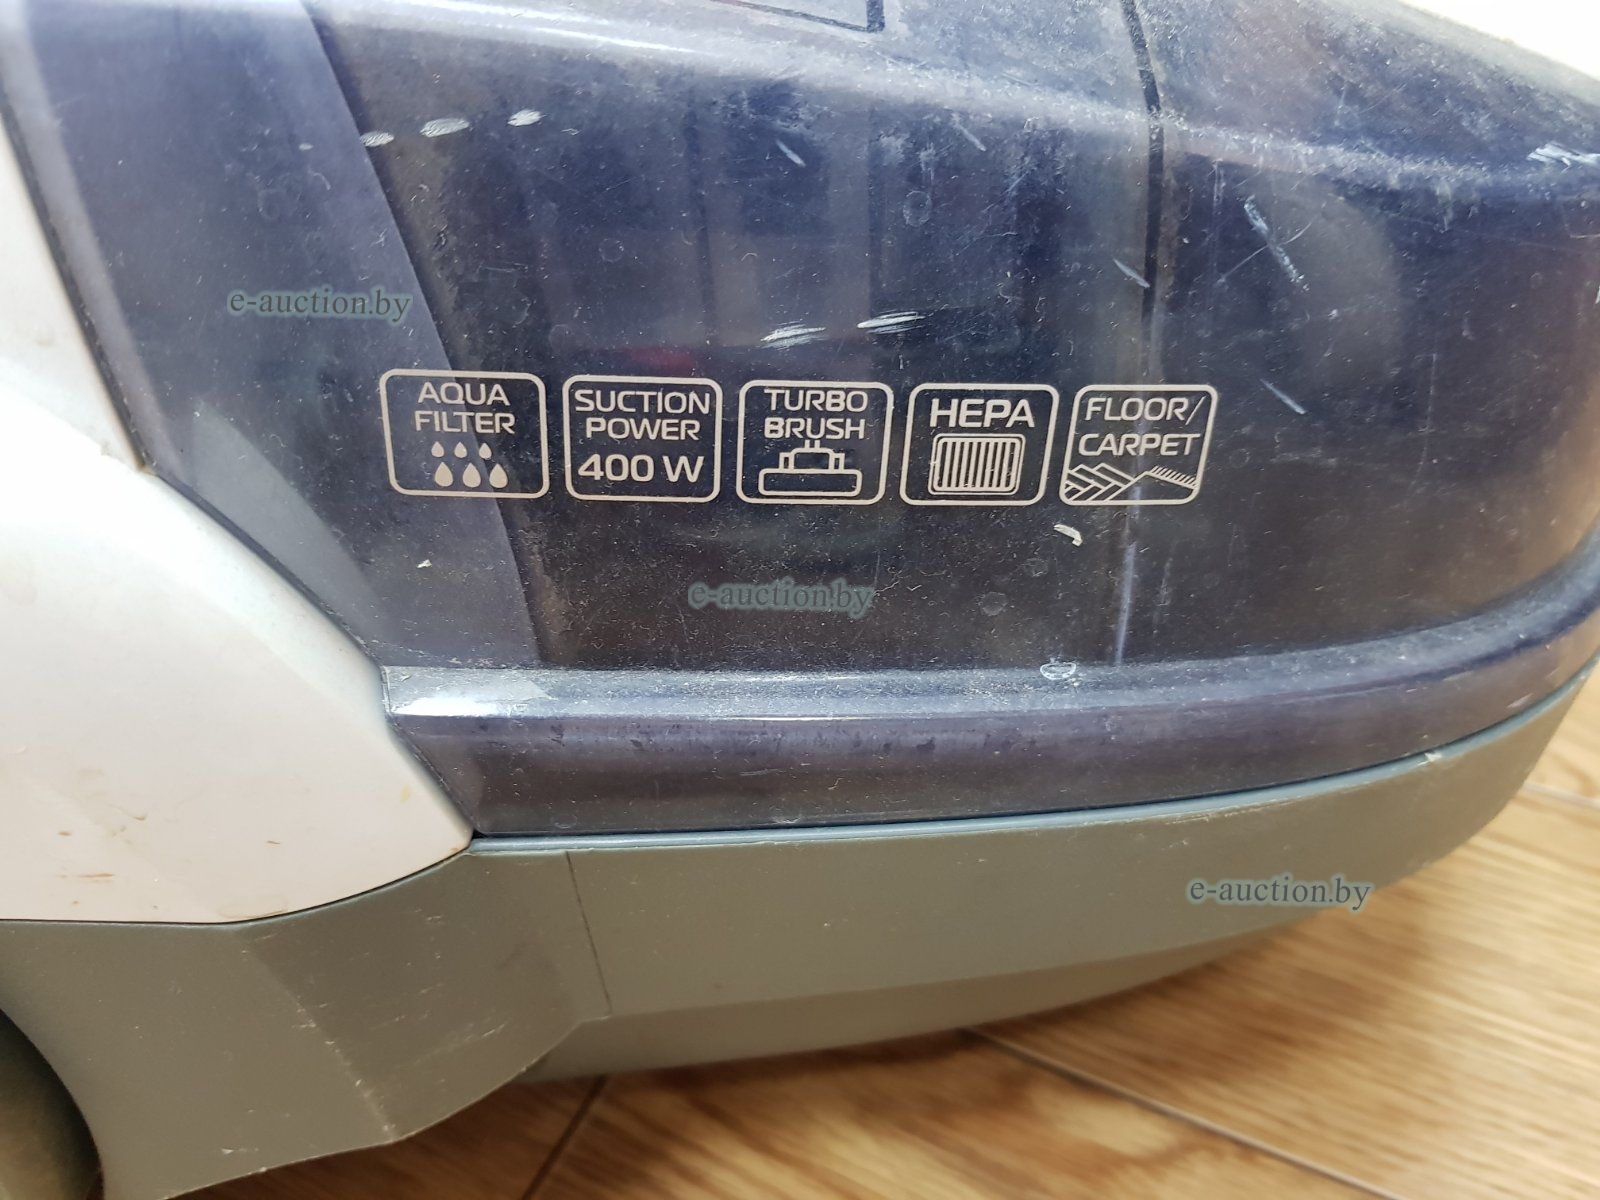 e-auction.by
AQUA
FILTER
SUCTION
POWER
400 W
TURBO
BRUSH
HEPA
FLOOR/
CARPET
e-auction.by
e-auction.by